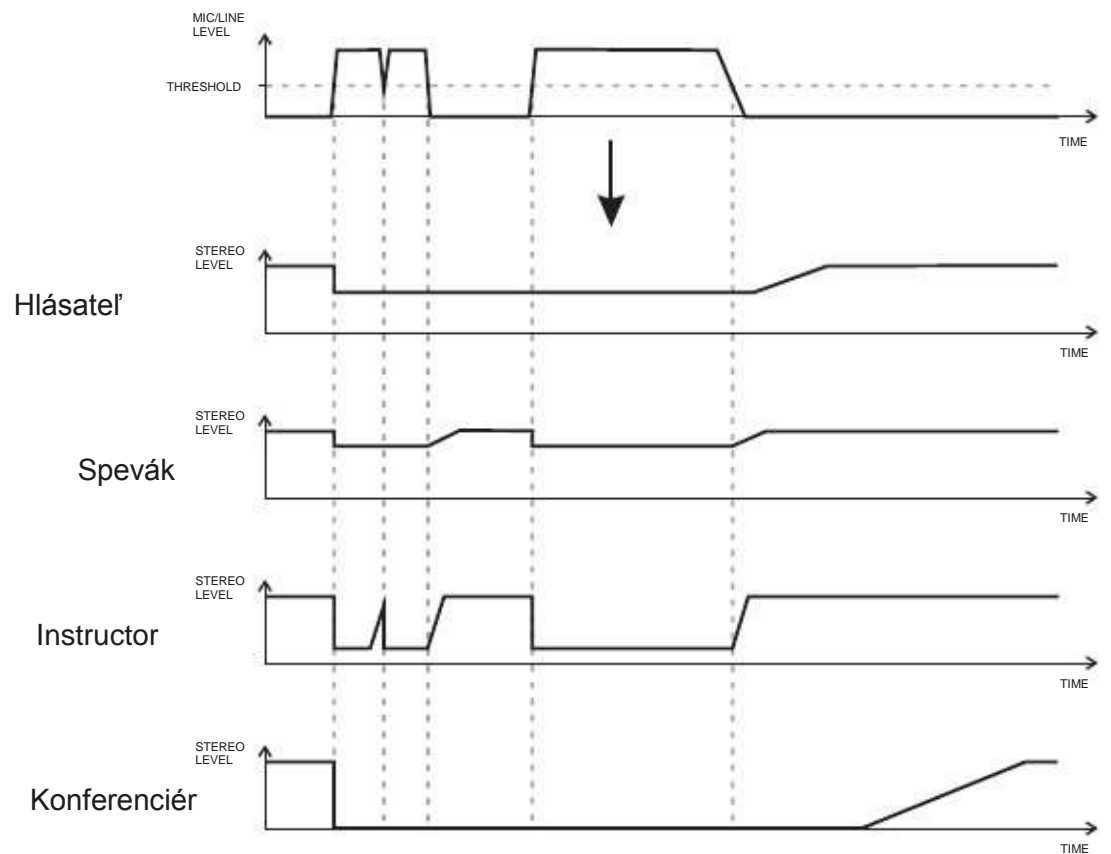 MIC/LINE
LEVEL
THRESHOLD
TIME
STEREO
LEVEL
Hlásateľ
TIME
STEREO
LEVEL
Spevák
TIME
STEREO
LEVEL
Instructor
TIME
STEREO
LEVEL
Konferenciér
TIME